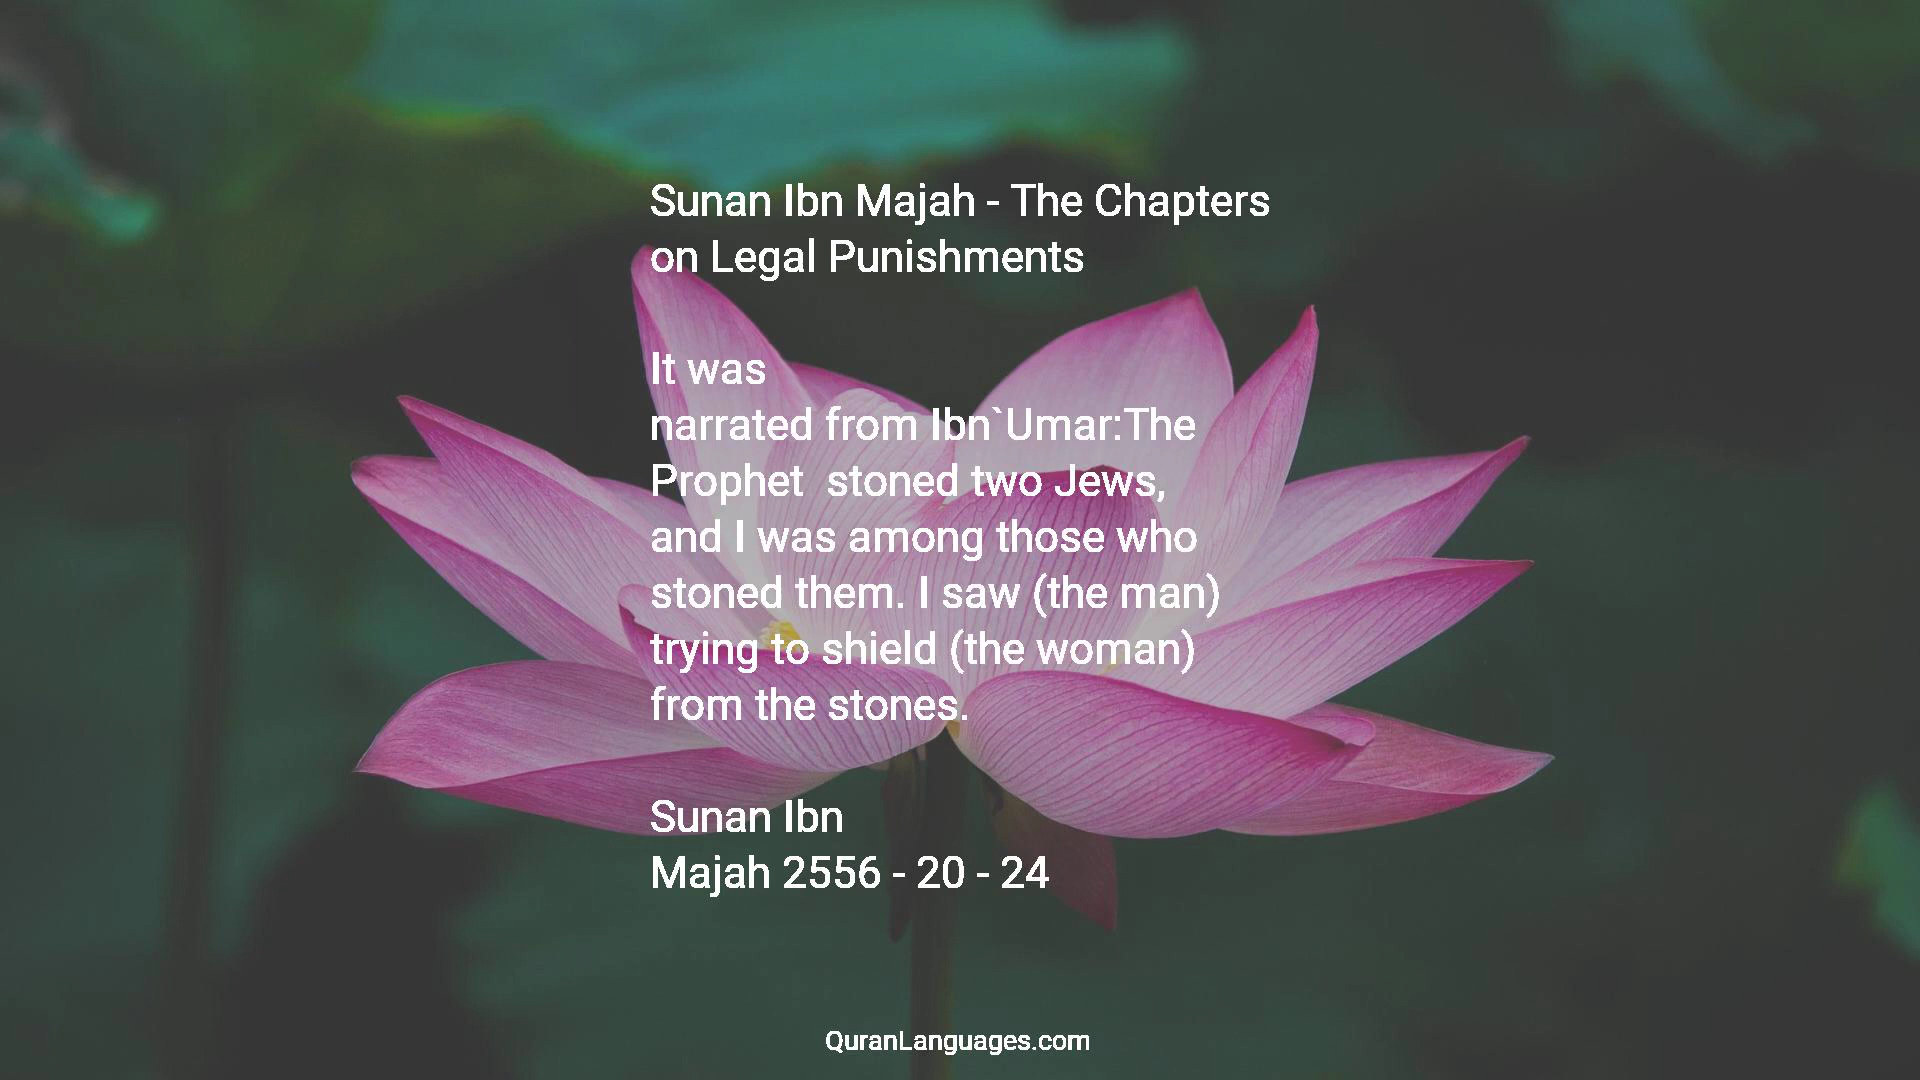 Sunan Ibn Majah - The Chapters
on Legal Punishments
It was
narrated from Ibn`Umar:The
Prophet  stoned two Jews,
and I was among those who
stoned them. I saw (the man)
trying to shield (the woman)
from the stones.
Sunan Ibn
Majah 2556 - 20 - 24
QuranLanguages.com